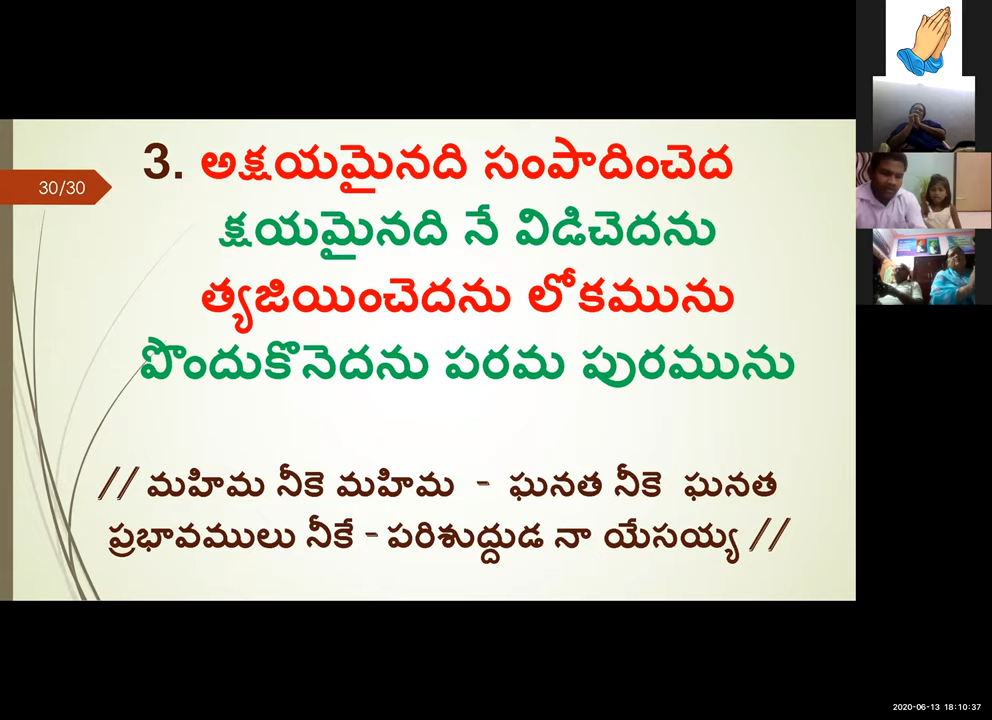 3. అక్షయమైనది సంపాదించెద
30/30
క్షయమైనది నే విడిచెదను
త్యజియించెదను లోకమును
పొందుకొనెదను పరమ పురమును
// మహిమ నీకె మహిమ - ఘనత నీకె ఘనత
ప్రభావములు నీకే - పరిశుద్ధుడ నా యేసయ్య //
2020-06-13 18:10:37